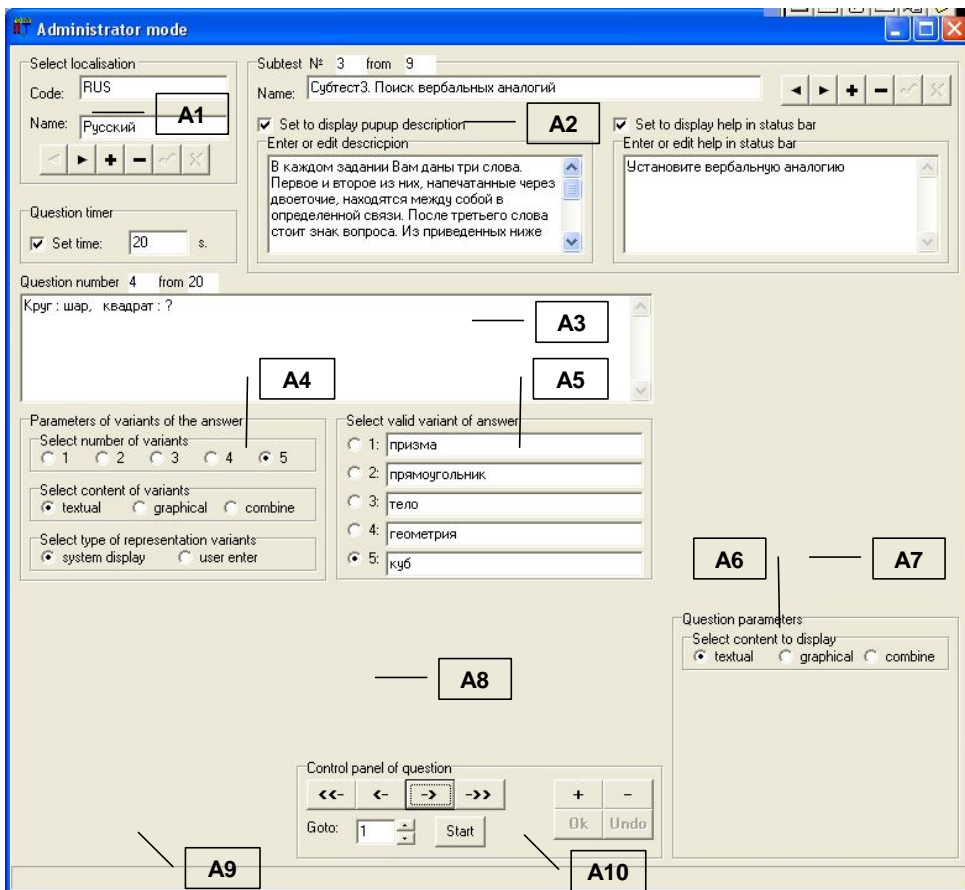 Administrator mode
Select localisation
Code: RUS
Name: Русский
A1
Subtest № 3 from 9
Name: Субтест3. Поиск вербальных аналогий
Set to display pupup description
A2
Set to display help in status bar
Enter or edit descricpion
В каждом задании Вам даны три слова.
Первое и второе из них, напечатанные через
двоеточие, находятся между собой в
определенной связи. После третьего слова
стоит знак вопроса. Из приведенных ниже
Enter or edit help in status bar
Установите вербальную аналогию
Question timer
Set time: 20 s.
Question number 4 from 20
Круг : шар, квадрат : ?
A3
A4
A5
Parameters of variants of the answer
Select number of variants
1 2 3 4 5
Select content of variants
textual graphical combine
Select type of representation variants
system display user enter
Select valid variant of answer
1: призма
2: прямоугольник
3: тело
4: геометрия
5: куб
A6
A7
Question parameters
Select content to display
textual graphical combine
A8
Control panel of question
<<- <- -> ->>
+ -
Goto: 1 Start
Ok Undo
A9
A10